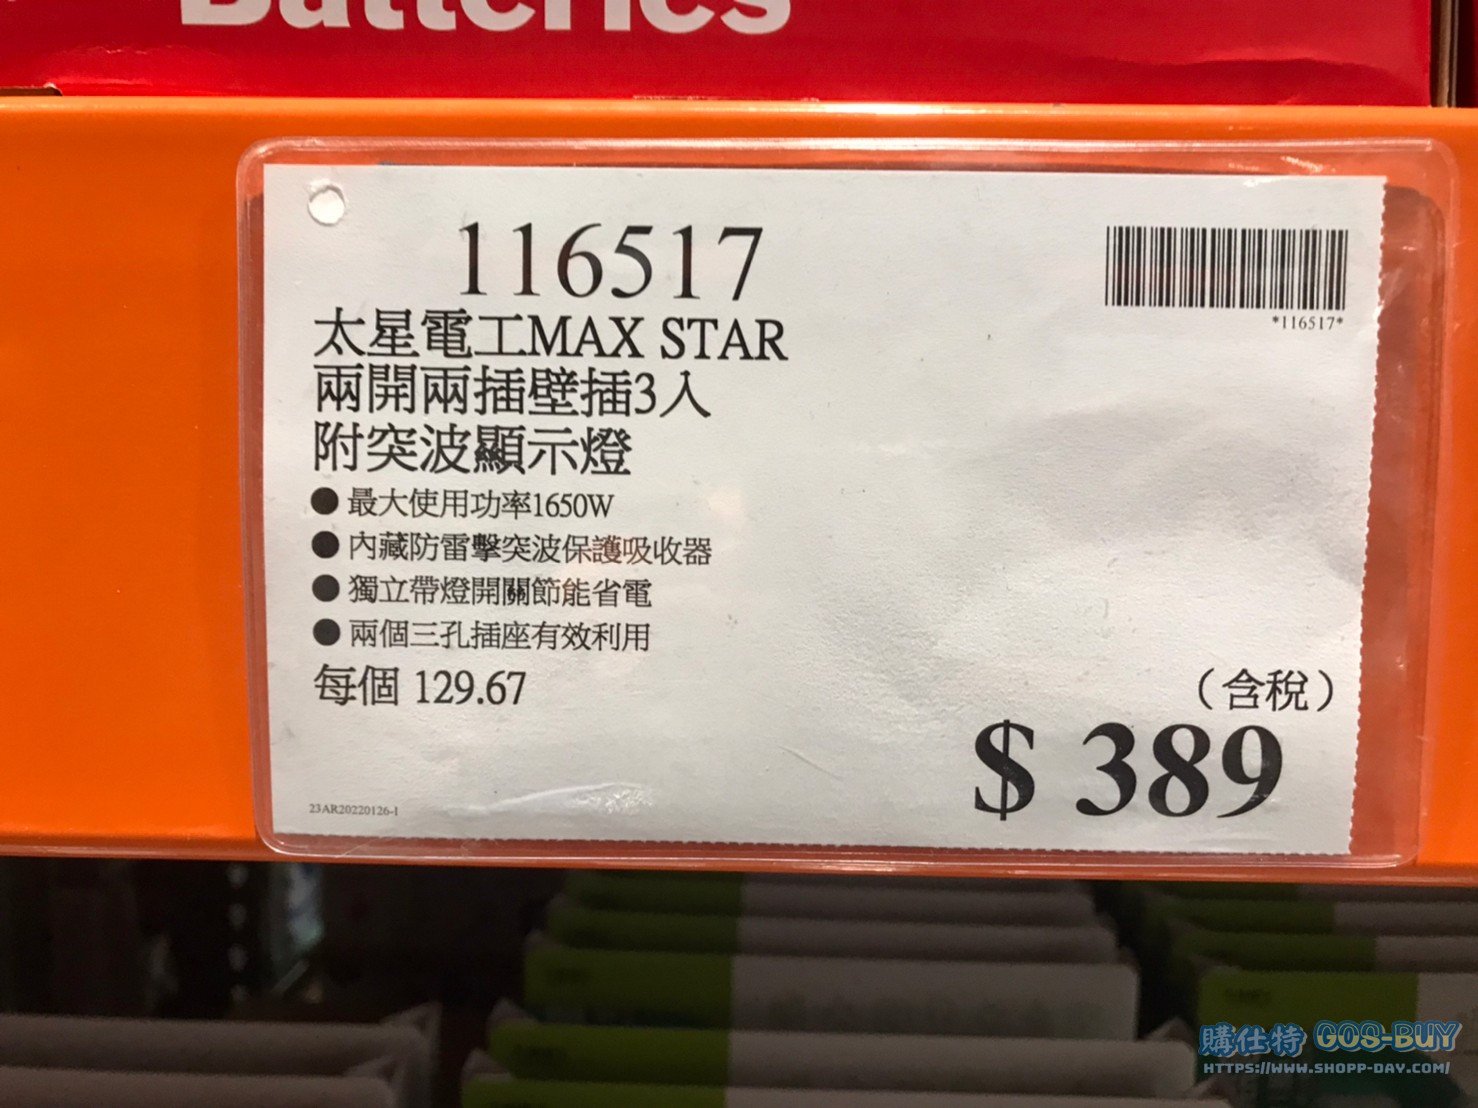 Batteries
116517
*116517*
太星電工MAX STAR
兩開兩插壁插3入
附突波顯示燈
●最大使用功率1650W
●內藏防雷擊突波保護吸收器
●獨立帶燈開關節能省電
●兩個三孔插座有效利用
每個 129.67
（含稅）
$ 389
23AR20220126-1
購仕特 GOS-BUY
HTTPS://WWW.SHOPP-DAY.COM/